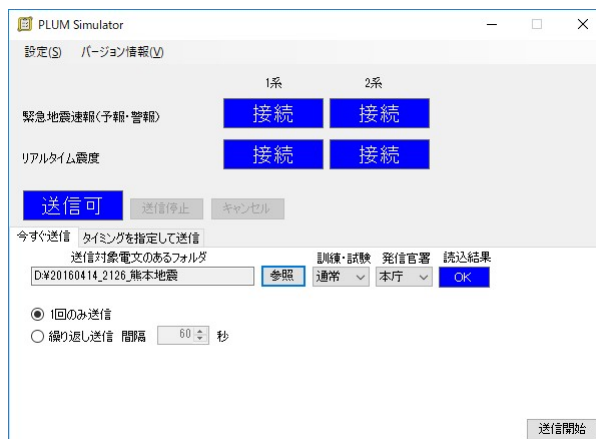 PLUM Simulator
設定(S) バージョン情報(V)
1系 2系
緊急地震速報(予報・警報) 接続 接続
リアルタイム震度 接続 接続
送信可 送信停止 キャンセル
今すぐ送信 タイミングを指定して送信
送信対象電文のあるフォルダ 訓練・試験 発信官署 読込結果
D:¥20160414_2126_熊本地震 参照 通常 本庁 OK
1回のみ送信
繰り返し送信 間隔 60 秒
送信開始